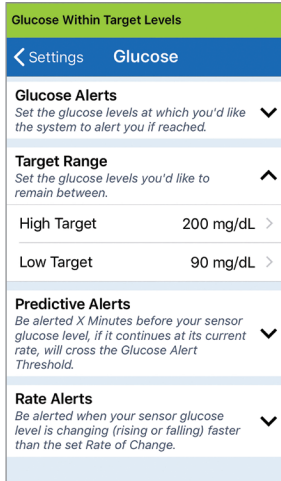 Glucose Within Target Levels
Settings Glucose
Glucose Alerts
Set the glucose levels at which you'd like
the system to alert you if reached.
Target Range
Set the glucose levels you'd like to
remain between.
High Target 200 mg/dL
Low Target 90 mg/dL
Predictive Alerts
Be alerted X Minutes before your sensor
glucose level, if it continues at its current
rate, will cross the Glucose Alert
Threshold.
Rate Alerts
Be alerted when your sensor glucose
level is changing (rising or falling) faster
than the set Rate of Change.